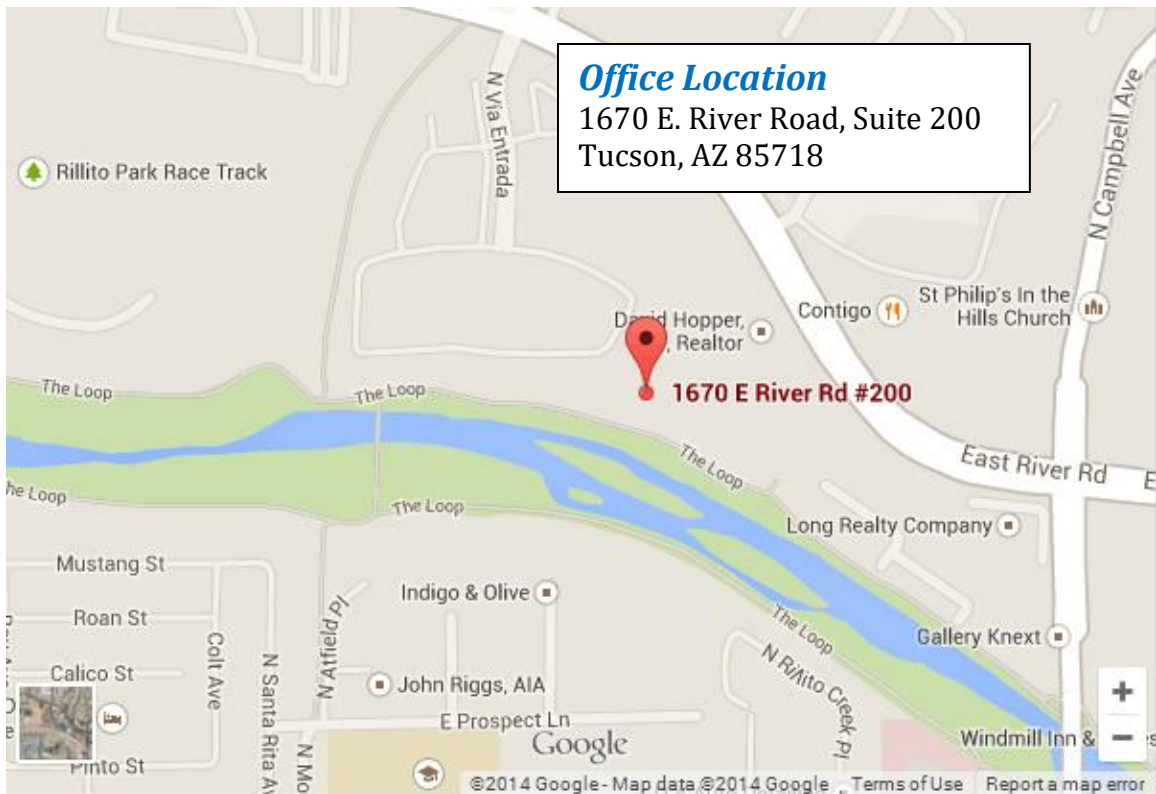 Office Location
1670 E. River Road, Suite 200
Tucson, AZ 85718
N Via Entrada
N Campbell Ave
Rillito Park Race Track
Contigo
St Philip's In the
Hills Church
Hopper,
, Realtor
1670 E River Rd #200
The Loop
The Loop
The Loop
East River Rd
E
he Loop
The Loop
Long Realty Company
Mustang St
Indigo & Olive
Roan St
The Loop
Gallery Knext
Colt Ave
N Santa Rita Av
N Atfield Pl
Calico St
John Riggs, AIA
E Prospect Ln
N Mo
Windmill Inn &
+
−
Pinto St
Google
©2014 Google - Map data ©2014 Google
Terms of Use
Report a map error